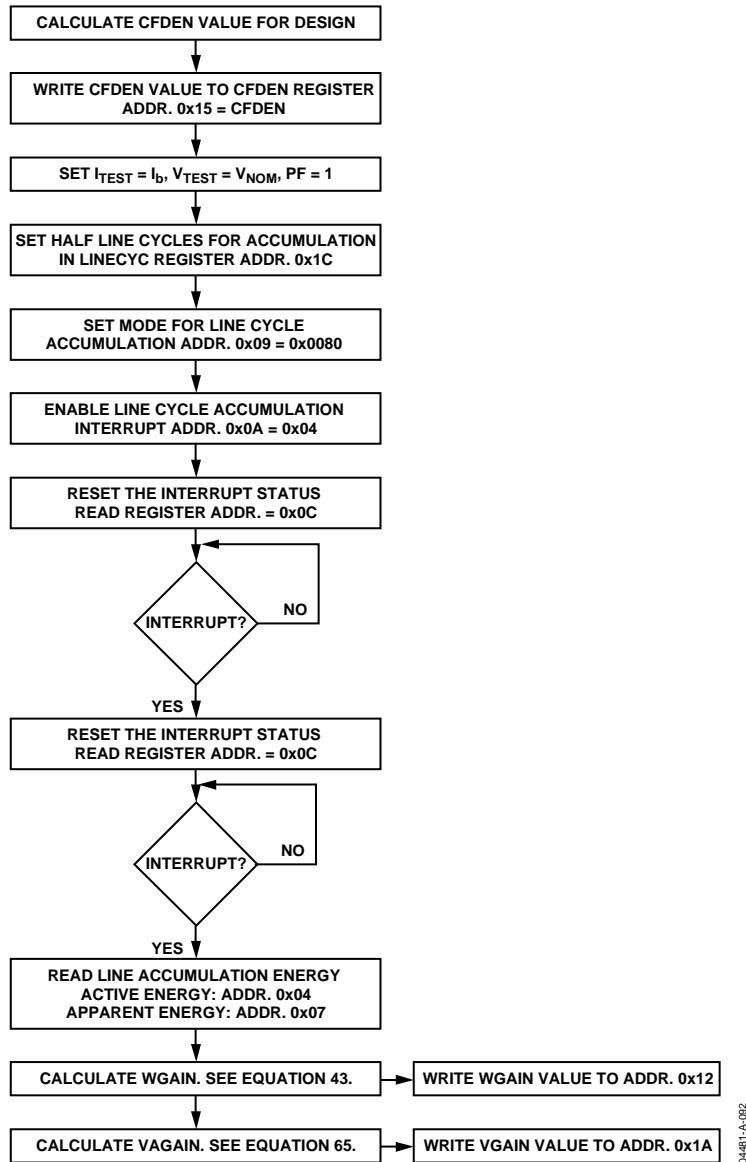 CALCULATE CFDEN VALUE FOR DESIGN
WRITE CFDEN VALUE TO CFDEN REGISTER
ADDR. 0x15 = CFDEN
SET ITEST = Ib, VTEST = VNOM, PF = 1
SET HALF LINE CYCLES FOR ACCUMULATION
IN LINECYC REGISTER ADDR. 0x1C
SET MODE FOR LINE CYCLE
ACCUMULATION ADDR. 0x09 = 0x0080
ENABLE LINE CYCLE ACCUMULATION
INTERRUPT ADDR. 0x0A = 0x04
RESET THE INTERRUPT STATUS
READ REGISTER ADDR. = 0x0C
INTERRUPT?
NO
YES
RESET THE INTERRUPT STATUS
READ REGISTER ADDR. = 0x0C
INTERRUPT?
NO
YES
READ LINE ACCUMULATION ENERGY
ACTIVE ENERGY: ADDR. 0x04
APPARENT ENERGY: ADDR. 0x07
CALCULATE WGAIN. SEE EQUATION 43.
WRITE WGAIN VALUE TO ADDR. 0x12
CALCULATE VAGAIN. SEE EQUATION 65.
WRITE VGAIN VALUE TO ADDR. 0x1A
04481-A-092